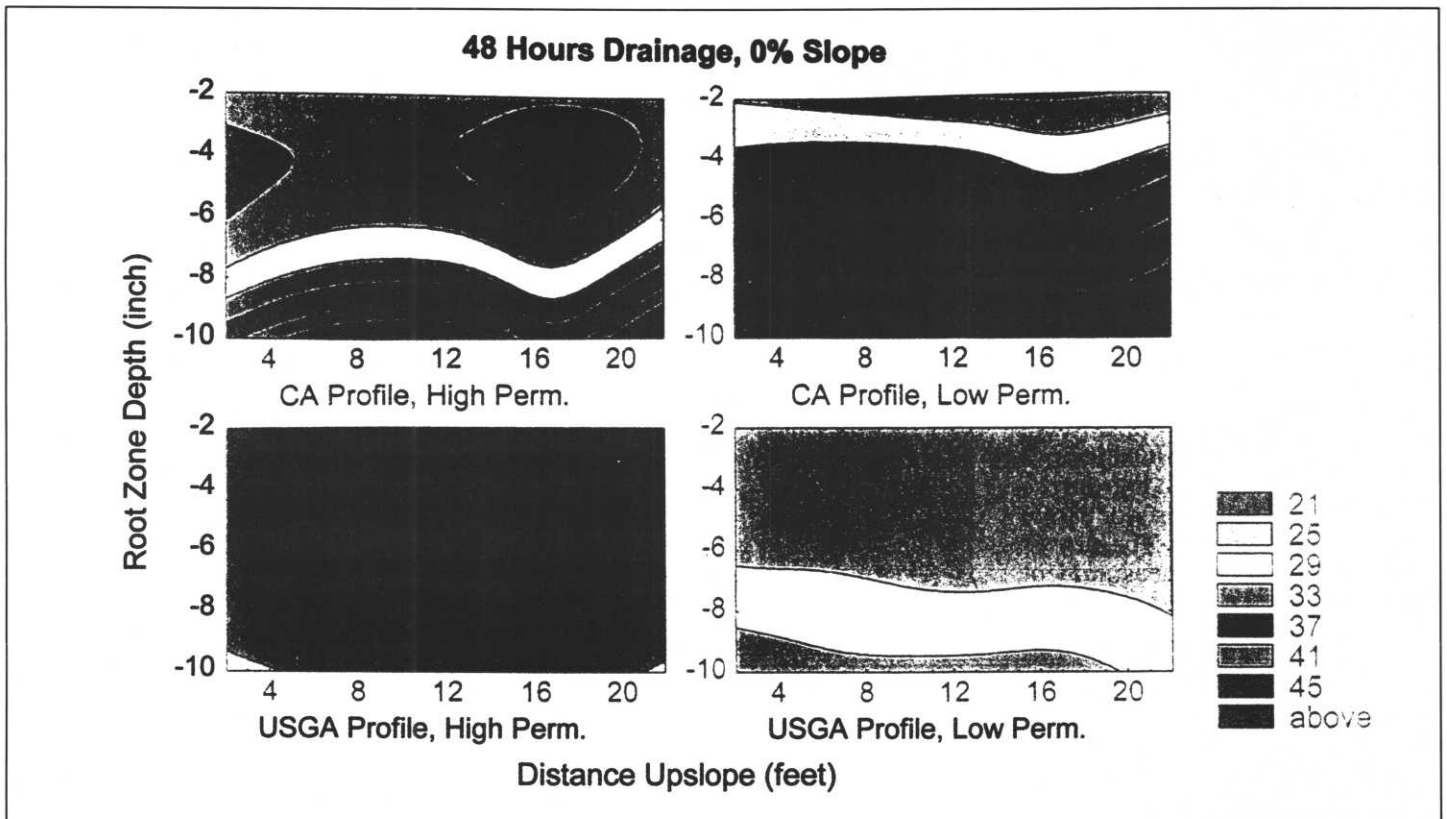 48 Hours Drainage, 0% Slope
Root Zone Depth (inch)
-2
-4
-6
-8
-10
4 8 12 16 20
CA Profile, High Perm.
-2
-4
-6
-8
-10
4 8 12 16 20
CA Profile, Low Perm.
-2
-4
-6
-8
-10
4 8 12 16 20
USGA Profile, High Perm.
-2
-4
-6
-8
-10
4 8 12 16 20
USGA Profile, Low Perm.
21
25
29
33
37
41
45
above
Distance Upslope (feet)